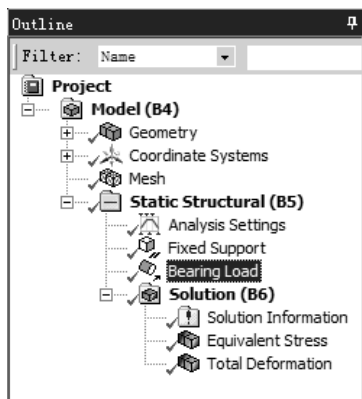 Outline
Filter: Name
Project
Model (B4)
Geometry
Coordinate Systems
Mesh
Static Structural (B5)
Analysis Settings
Fixed Support
Bearing Load
Solution (B6)
Solution Information
Equivalent Stress
Total Deformation